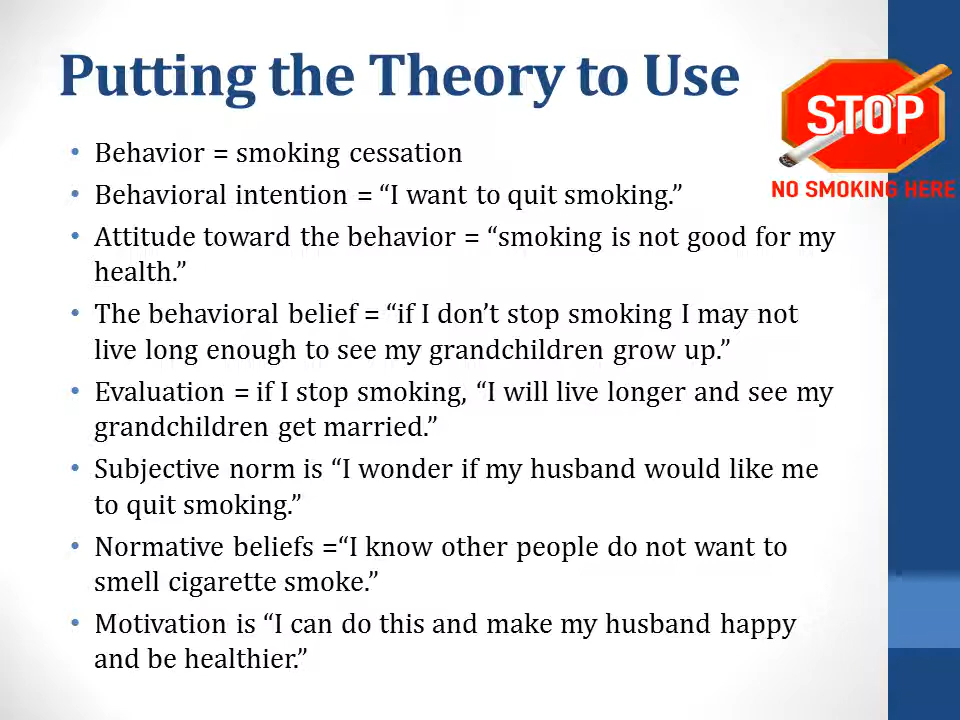 Putting the Theory to Use
STOP
NO SMOKING HERE
• Behavior = smoking cessation
• Behavioral intention = “I want to quit smoking.”
• Attitude toward the behavior = “smoking is not good for my
health.”
• The behavioral belief = “if I don’t stop smoking I may not
live long enough to see my grandchildren grow up.”
• Evaluation = if I stop smoking, “I will live longer and see my
grandchildren get married.”
• Subjective norm is “I wonder if my husband would like me
to quit smoking.”
• Normative beliefs =“I know other people do not want to
smell cigarette smoke.”
• Motivation is “I can do this and make my husband happy
and be healthier.”